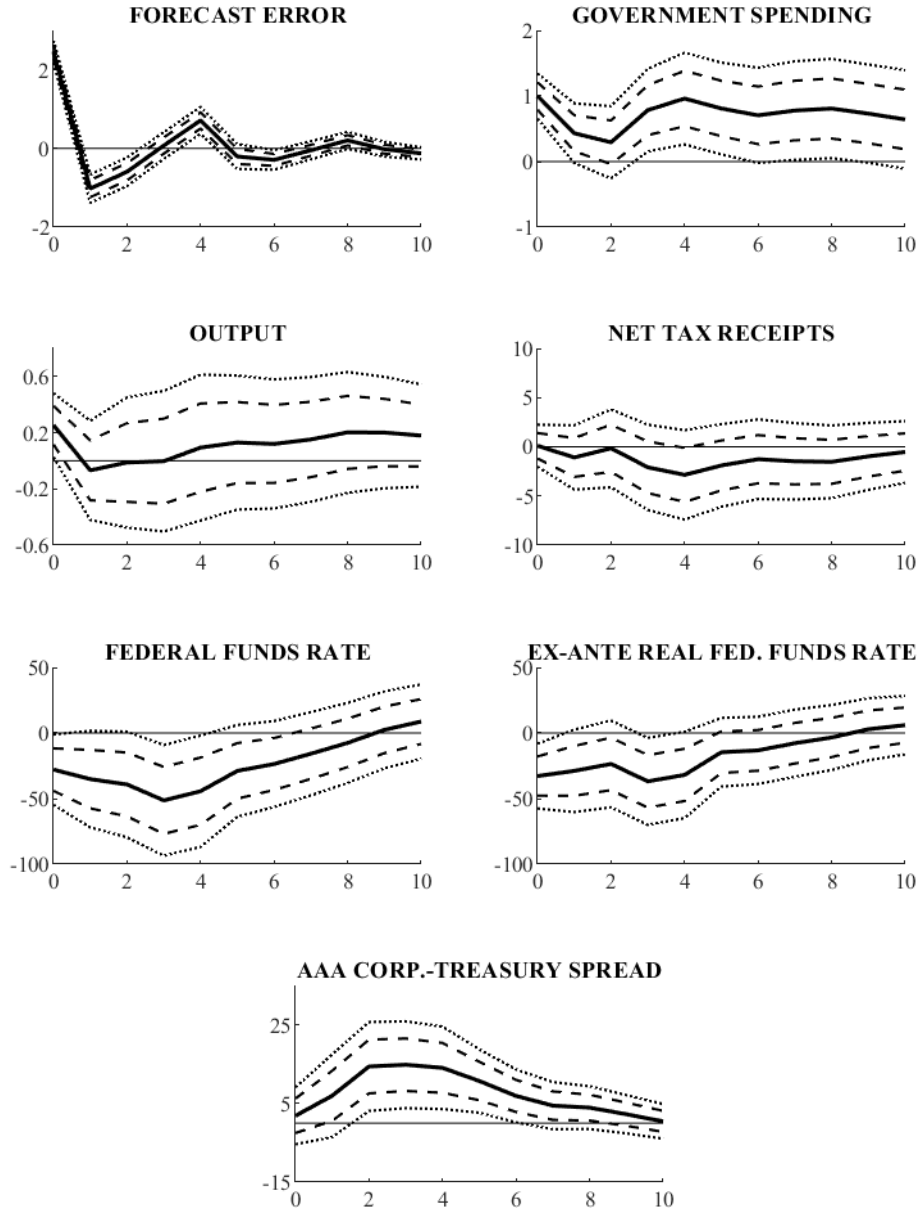 FORECAST ERROR
2
0
-2
0 2 4 6 8 10
GOVERNMENT SPENDING
2
1
0
-1
0 2 4 6 8 10
OUTPUT
0.6
0.2
-0.2
-0.6
0 2 4 6 8 10
NET TAX RECEIPTS
10
5
0
-5
-10
0 2 4 6 8 10
FEDERAL FUNDS RATE
50
0
-50
-100
0 2 4 6 8 10
EX-ANTE REAL FED. FUNDS RATE
50
0
-50
-100
0 2 4 6 8 10
AAA CORP.-TREASURY SPREAD
25
5
-15
0 2 4 6 8 10